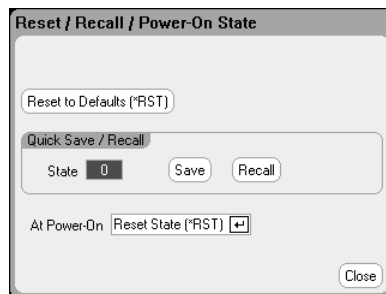 Reset / Recall / Power-On State
Reset to Defaults (*RST)
Quick Save / Recall
State 0 Save Recall
At Power-On Reset State (*RST) ↵
Close